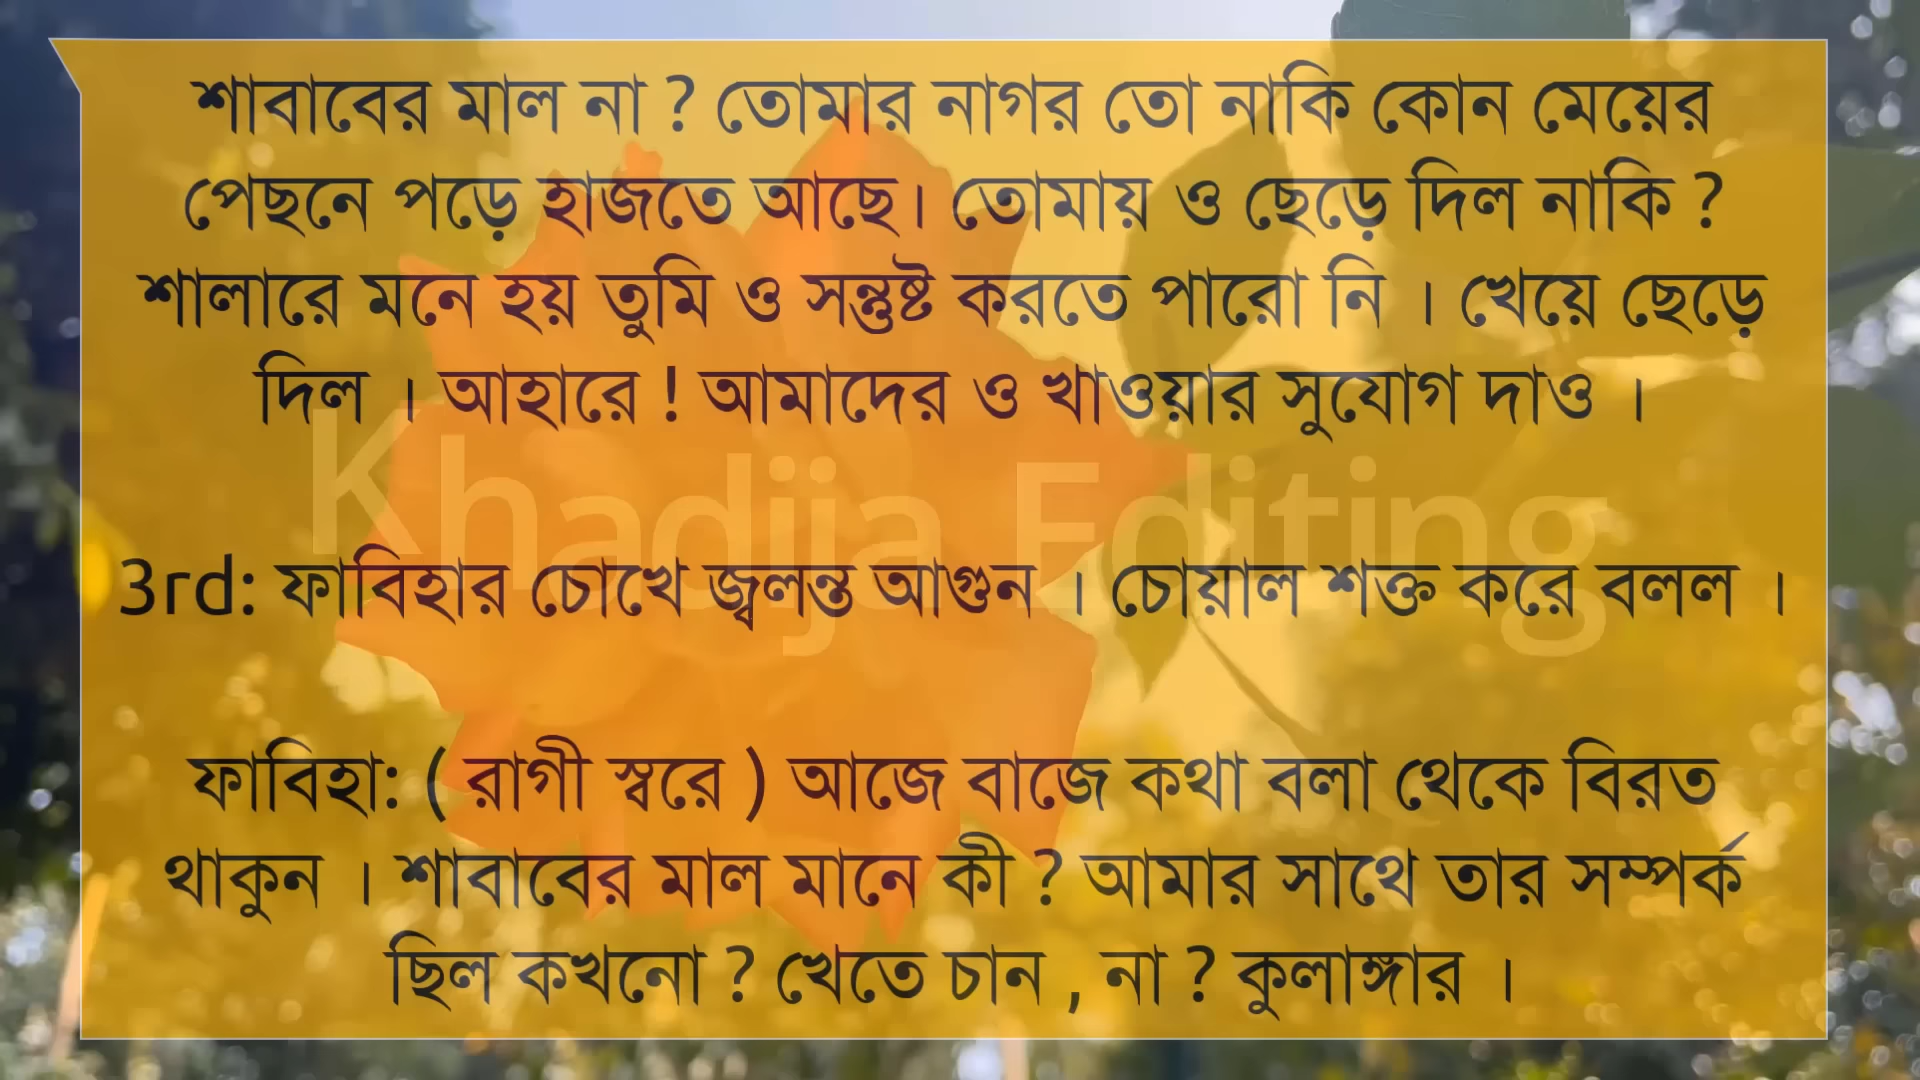 শাবাবের মাল না ? তোমার নাগর তো নাকি কোন মেয়ের
পেছনে পড়ে হাজতে আছে। তোমায় ও ছেড়ে দিল নাকি ?
শালারে মনে হয় তুমি ও সন্তুষ্ট করতে পারো নি । খেয়ে ছেড়ে
দিল । আহারে ! আমাদের ও খাওয়ার সুযোগ দাও ।
Khadija Editing
3rd: ফাবিহার চোখে জ্বলন্ত আগুন । চোয়াল শক্ত করে বলল ।
ফাবিহা: ( রাগী স্বরে ) আজে বাজে কথা বলা থেকে বিরত
থাকুন । শাবাবের মাল মানে কী ? আমার সাথে তার সম্পর্ক
ছিল কখনো ? খেতে চান , না ? কুলাঙ্গার ।